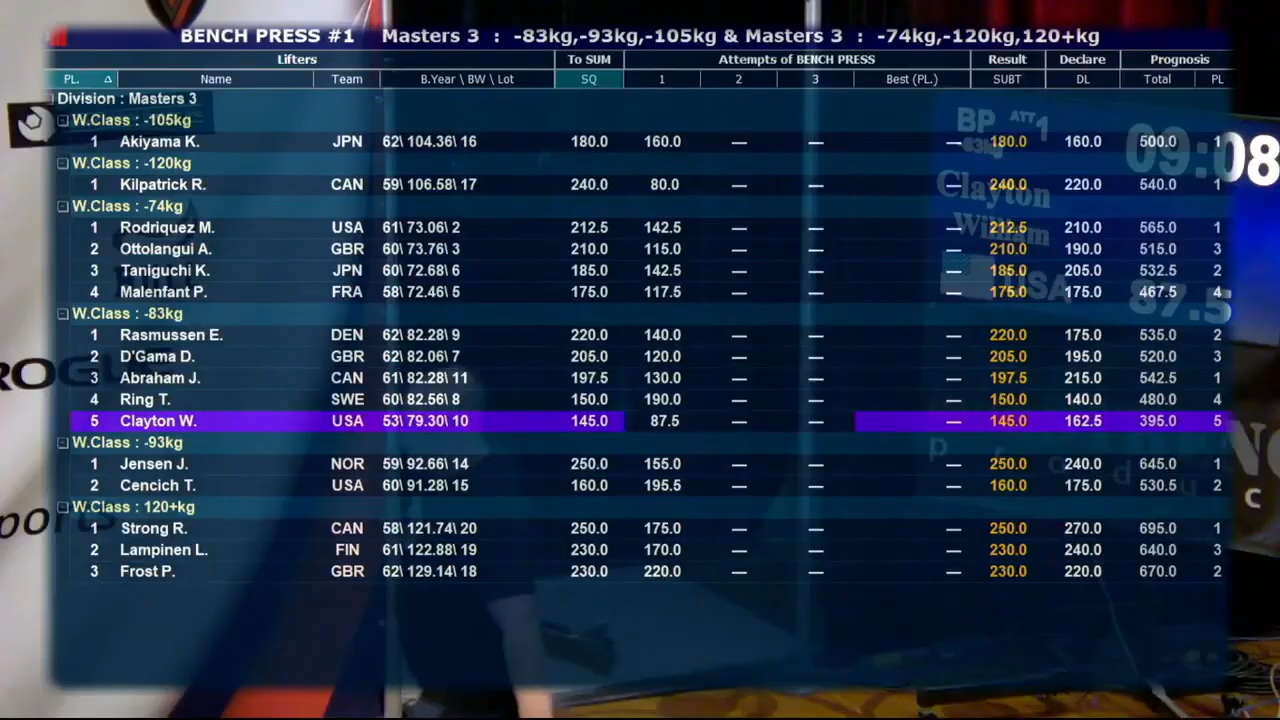 BENCH PRESS #1 Masters 3 : -83kg,-93kg,-105kg & Masters 3 : -74kg,-120kg,120+kg
Lifters To SUM Attempts of BENCH PRESS Result Declare Prognosis
PL. Name Team B.Year \ BW \ Lot SQ 1 2 3 Best (PL.) SUBT DL Total PL
Division : Masters 3
W.Class : -105kg
1 Akiyama K. JPN 62\ 104.36\ 16 180.0 160.0 — — — 180.0 160.0 500.0 1
W.Class : -120kg
1 Kilpatrick R. CAN 59\ 106.58\ 17 240.0 80.0 — — — 240.0 220.0 540.0 1
W.Class : -74kg
1 Rodriquez M. USA 61\ 73.06\ 2 212.5 142.5 — — — 212.5 210.0 565.0 1
2 Ottolangui A. GBR 60\ 73.76\ 3 210.0 115.0 — — — 210.0 190.0 515.0 3
3 Taniguchi K. JPN 60\ 72.68\ 6 185.0 142.5 — — — 185.0 205.0 532.5 2
4 Malenfant P. FRA 58\ 72.46\ 5 175.0 117.5 — — — 175.0 175.0 467.5 4
W.Class : -83kg
1 Rasmussen E. DEN 62\ 82.28\ 9 220.0 140.0 — — — 220.0 175.0 535.0 2
2 D'Gama D. GBR 62\ 82.06\ 7 205.0 120.0 — — — 205.0 195.0 520.0 3
3 Abraham J. CAN 61\ 82.28\ 11 197.5 130.0 — — — 197.5 215.0 542.5 1
4 Ring T. SWE 60\ 82.56\ 8 150.0 190.0 — — — 150.0 140.0 480.0 4
5 Clayton W. USA 53\ 79.30\ 10 145.0 87.5 — — — 145.0 162.5 395.0 5
W.Class : -93kg
1 Jensen J. NOR 59\ 92.66\ 14 250.0 155.0 — — — 250.0 240.0 645.0 1
2 Cencich T. USA 60\ 91.28\ 15 160.0 195.5 — — — 160.0 175.0 530.5 2
W.Class : 120+kg
1 Strong R. CAN 58\ 121.74\ 20 250.0 175.0 — — — 250.0 270.0 695.0 1
2 Lampinen L. FIN 61\ 122.88\ 19 230.0 170.0 — — — 230.0 240.0 640.0 3
3 Frost P. GBR 62\ 129.14\ 18 230.0 220.0 — — — 230.0 220.0 670.0 2
BP ATT 1
09:08
Clayton
William
USA
87.5